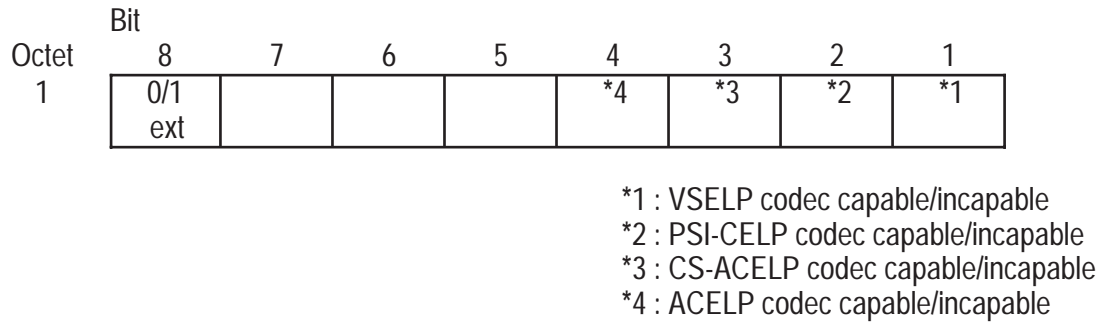 Bit
Octet 8 7 6 5 4 3 2 1
1 0/1 *4 *3 *2 *1
ext
*1 : VSELP codec capable/incapable
*2 : PSI-CELP codec capable/incapable
*3 : CS-ACELP codec capable/incapable
*4 : ACELP codec capable/incapable